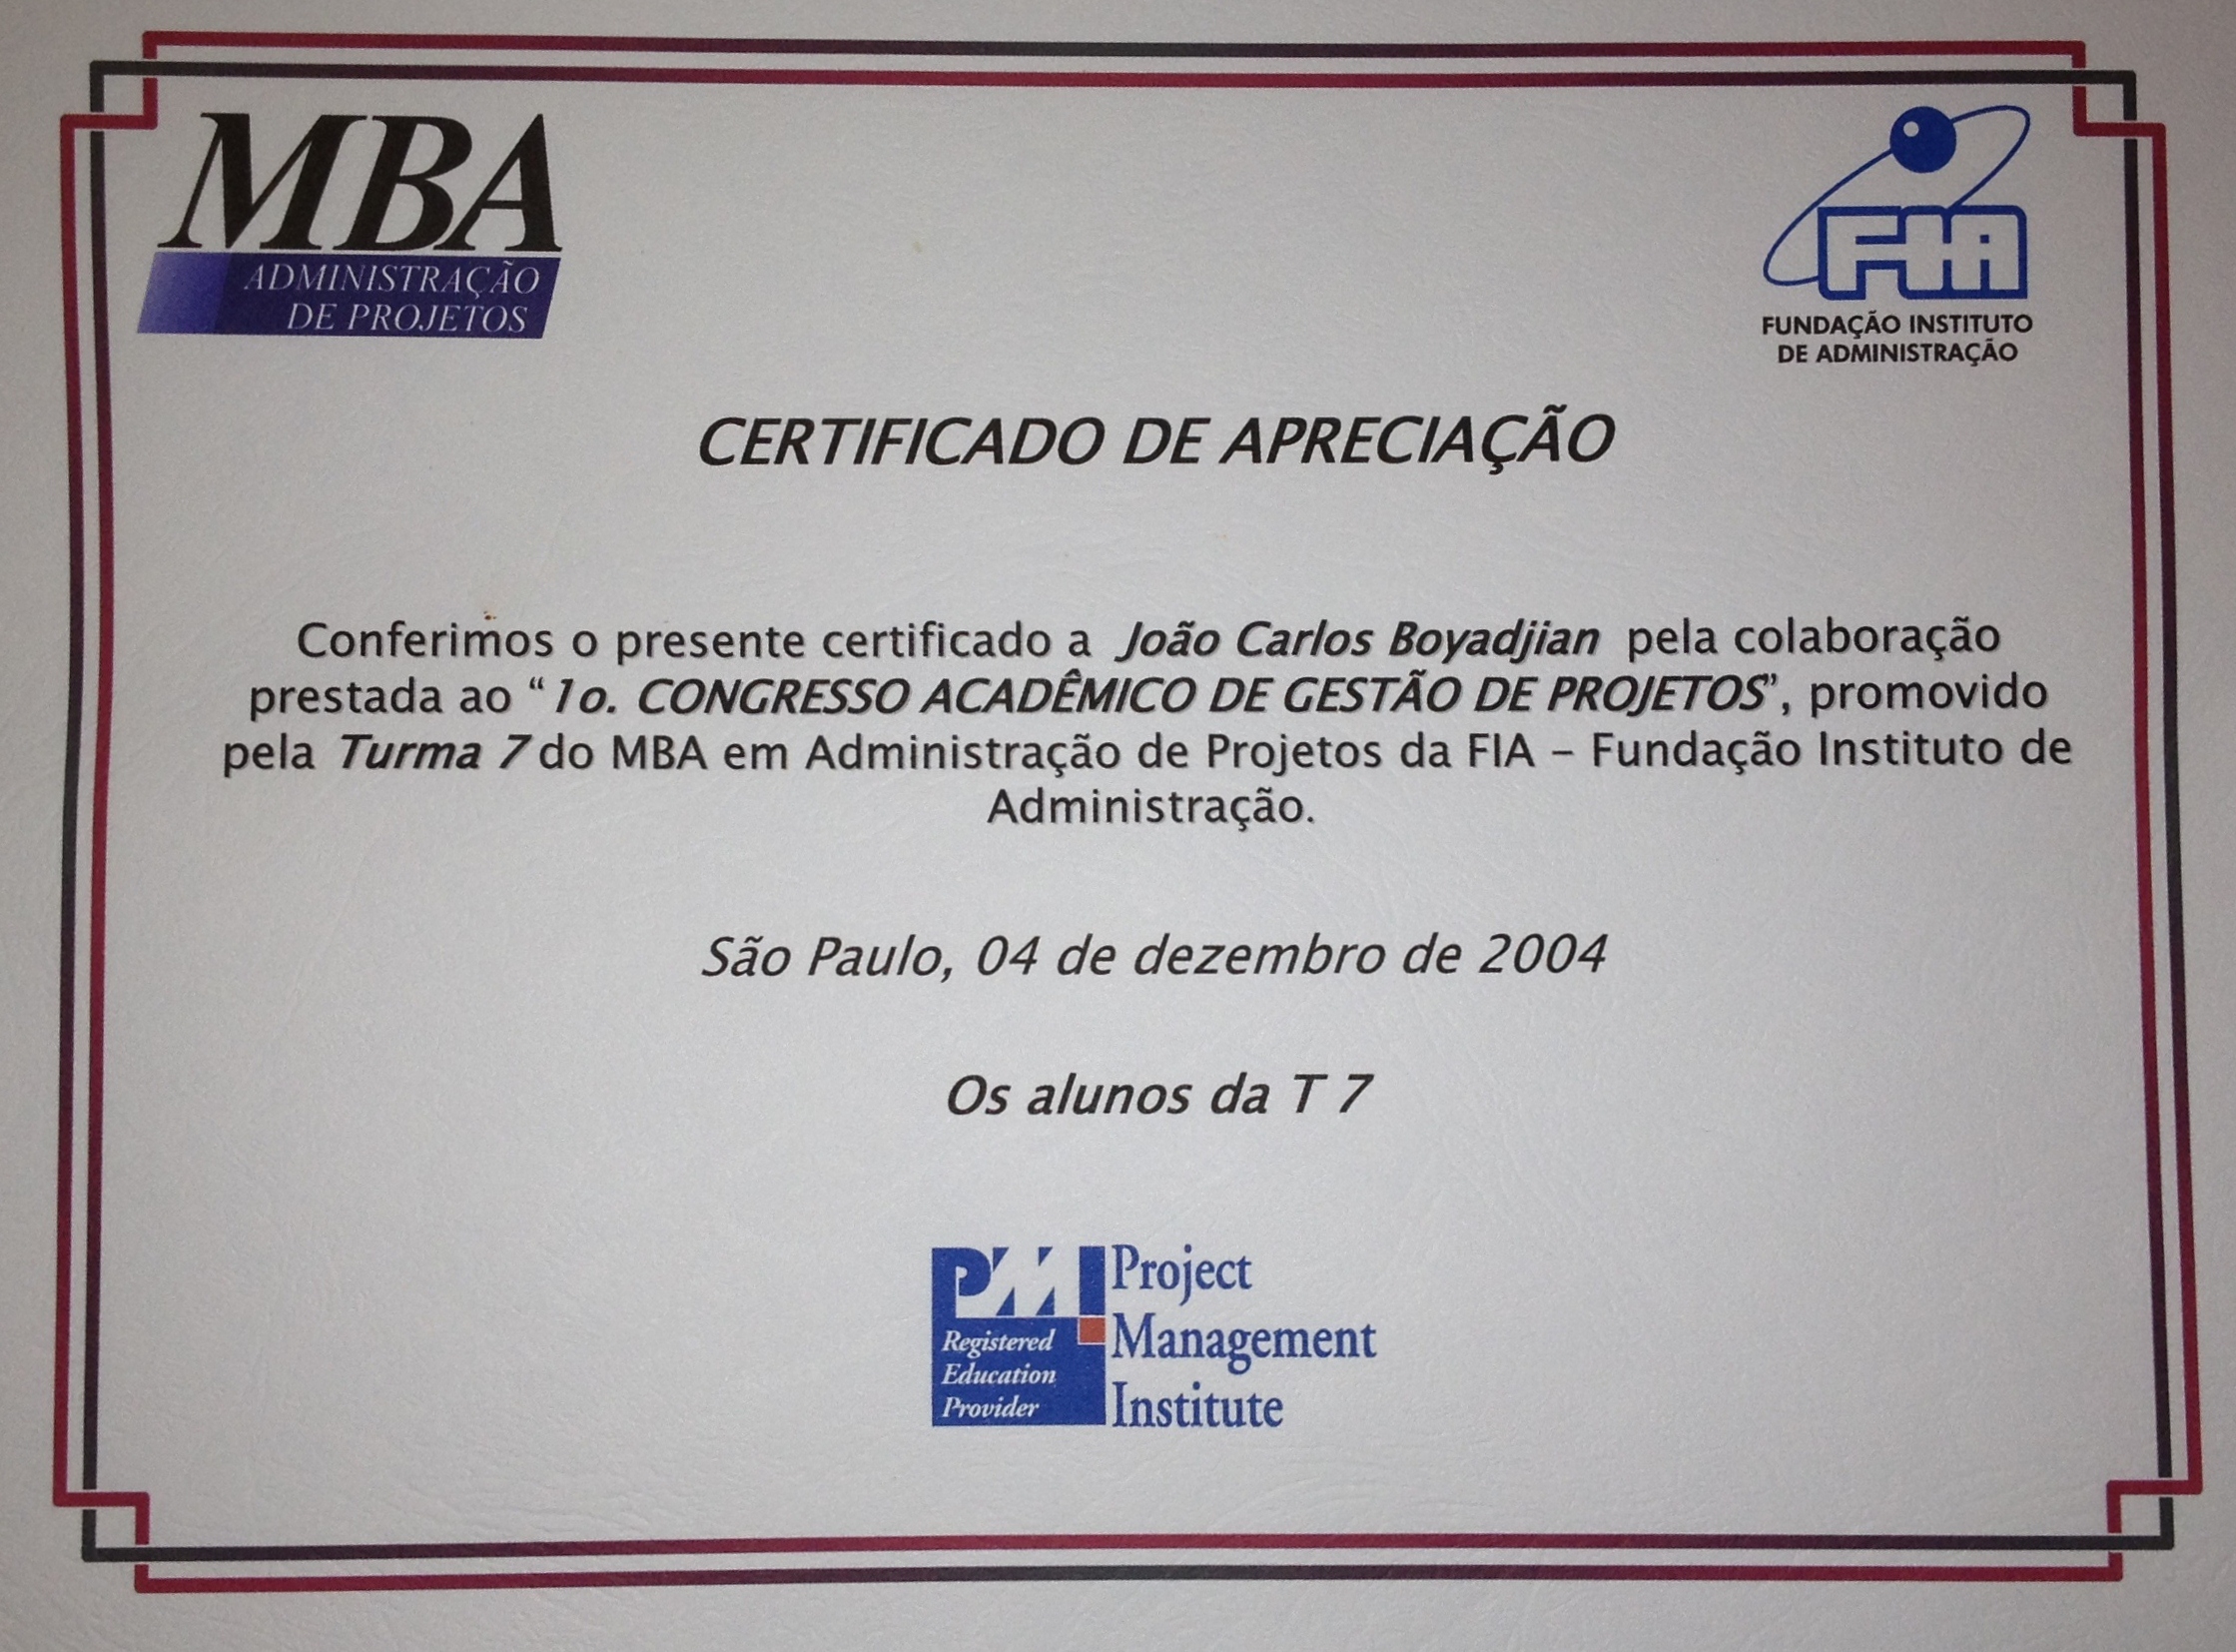 MBA
ADMINISTRAÇÃO
DE PROJETOS
FIA
FUNDAÇÃO INSTITUTO
DE ADMINISTRAÇÃO
CERTIFICADO DE APRECIAÇÃO
Conferimos o presente certificado a João Carlos Boyadjian pela colaboração
prestada ao “1o. CONGRESSO ACADÊMICO DE GESTÃO DE PROJETOS”, promovido
pela Turma 7 do MBA em Administração de Projetos da FIA – Fundação Instituto de
Administração.
São Paulo, 04 de dezembro de 2004
Os alunos da T 7
PMI
Registered
Education
Provider
Project
Management
Institute